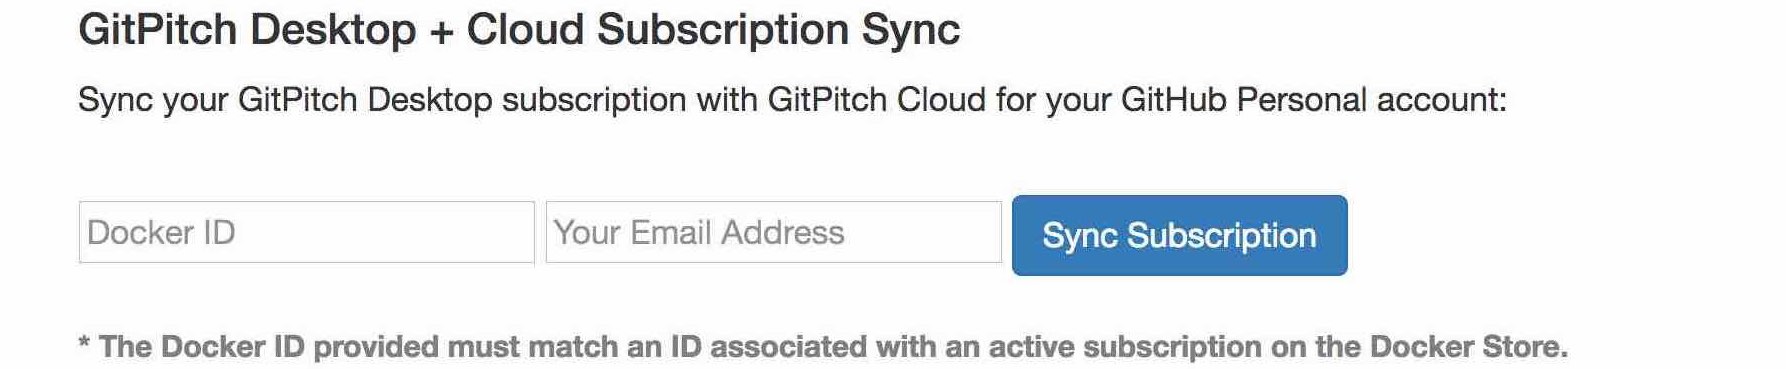 GitPitch Desktop + Cloud Subscription Sync
Sync your GitPitch Desktop subscription with GitPitch Cloud for your GitHub Personal account:
Docker ID
Your Email Address
Sync Subscription
* The Docker ID provided must match an ID associated with an active subscription on the Docker Store.